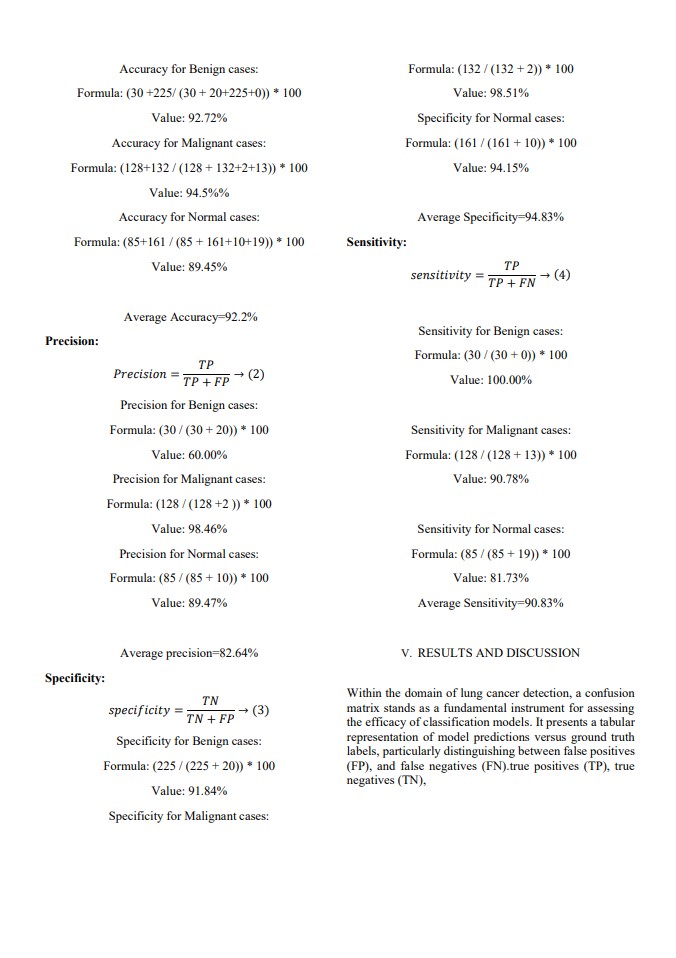 Accuracy for Benign cases:
Formula: (30 +225/ (30 + 20+225+0)) * 100
Value: 92.72%
Accuracy for Malignant cases:
Formula: (128+132 / (128 + 132+2+13)) * 100
Value: 94.5%%
Accuracy for Normal cases:
Formula: (85+161 / (85 + 161+10+19)) * 100
Value: 89.45%
Average Accuracy=92.2%
Precision:
Precision = TP / TP + FP → (2)
Precision for Benign cases:
Formula: (30 / (30 + 20)) * 100
Value: 60.00%
Precision for Malignant cases:
Formula: (128 / (128 +2 )) * 100
Value: 98.46%
Precision for Normal cases:
Formula: (85 / (85 + 10)) * 100
Value: 89.47%
Average precision=82.64%
Specificity:
specificity = TN / TN + FP → (3)
Specificity for Benign cases:
Formula: (225 / (225 + 20)) * 100
Value: 91.84%
Specificity for Malignant cases:
Formula: (132 / (132 + 2)) * 100
Value: 98.51%
Specificity for Normal cases:
Formula: (161 / (161 + 10)) * 100
Value: 94.15%
Average Specificity=94.83%
Sensitivity:
sensitivity = TP / TP + FN → (4)
Sensitivity for Benign cases:
Formula: (30 / (30 + 0)) * 100
Value: 100.00%
Sensitivity for Malignant cases:
Formula: (128 / (128 + 13)) * 100
Value: 90.78%
Sensitivity for Normal cases:
Formula: (85 / (85 + 19)) * 100
Value: 81.73%
Average Sensitivity=90.83%
V. RESULTS AND DISCUSSION
Within the domain of lung cancer detection, a confusion
matrix stands as a fundamental instrument for assessing
the efficacy of classification models. It presents a tabular
representation of model predictions versus ground truth
labels, particularly distinguishing between false positives
(FP), and false negatives (FN).true positives (TP), true
negatives (TN),